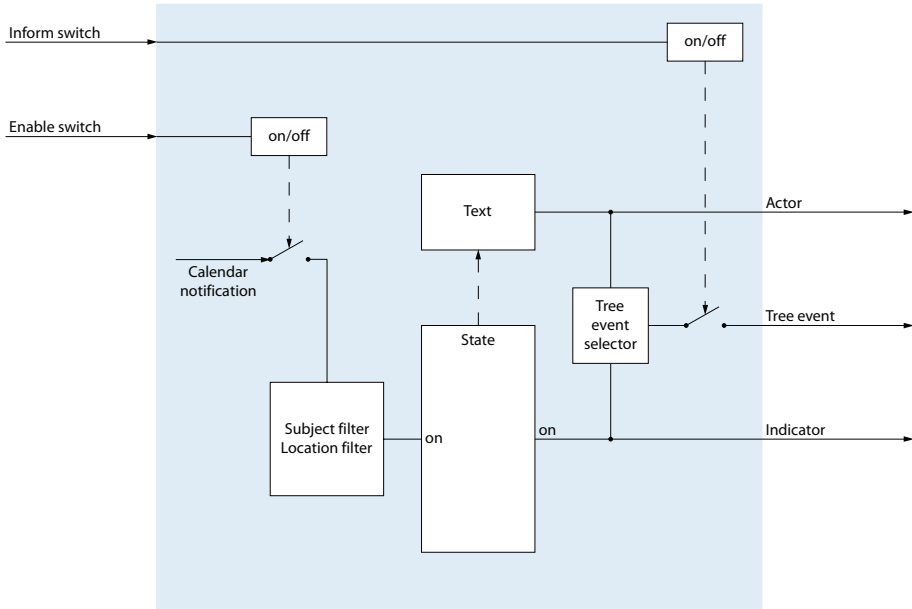 Inform switch
on/off
Enable switch
on/off
Text
Actor
Calendar
notification
Tree
event
selector
Tree event
State
Subject filter
Location filter
on
on
Indicator